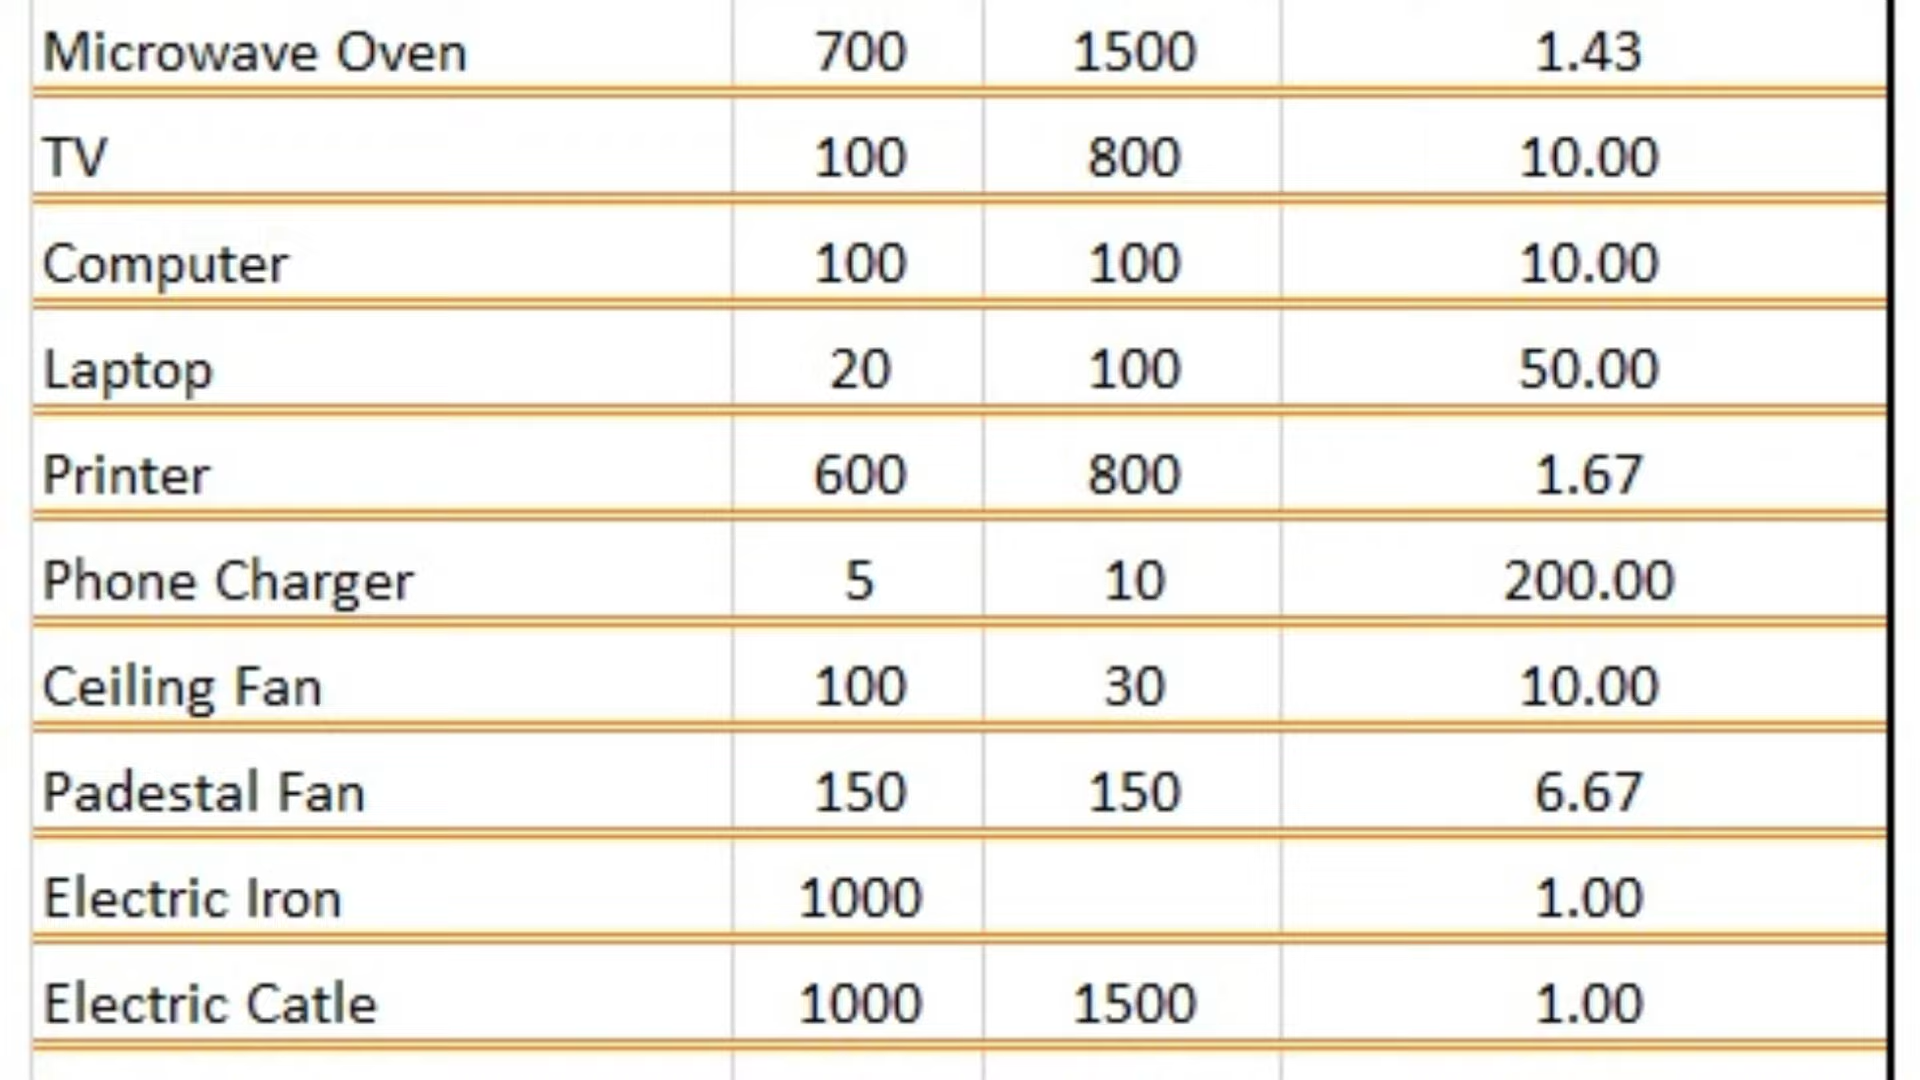 Microwave Oven 700 1500 1.43
TV 100 800 10.00
Computer 100 100 10.00
Laptop 20 100 50.00
Printer 600 800 1.67
Phone Charger 5 10 200.00
Ceiling Fan 100 30 10.00
Padestal Fan 150 150 6.67
Electric Iron 1000 1.00
Electric Catle 1000 1500 1.00